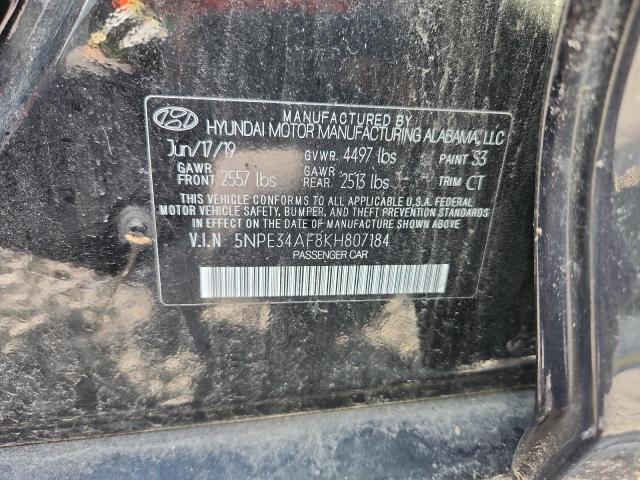 MANUFACTURED BY
HYUNDAI MOTOR MANUFACTURING ALABAMA, LLC
Jun/17/19 GVWR 4497 lbs PAINT S3
GAWR FRONT 2557 lbs GAWR REAR 2513 lbs TRIM CT
THIS VEHICLE CONFORMS TO ALL APPLICABLE U.S.A. FEDERAL
MOTOR VEHICLE SAFETY, BUMPER, AND THEFT PREVENTION STANDARDS
IN EFFECT ON THE DATE OF MANUFACTURE SHOWN ABOVE
V.I.N 5NPE34AF8KH807184
PASSENGER CAR